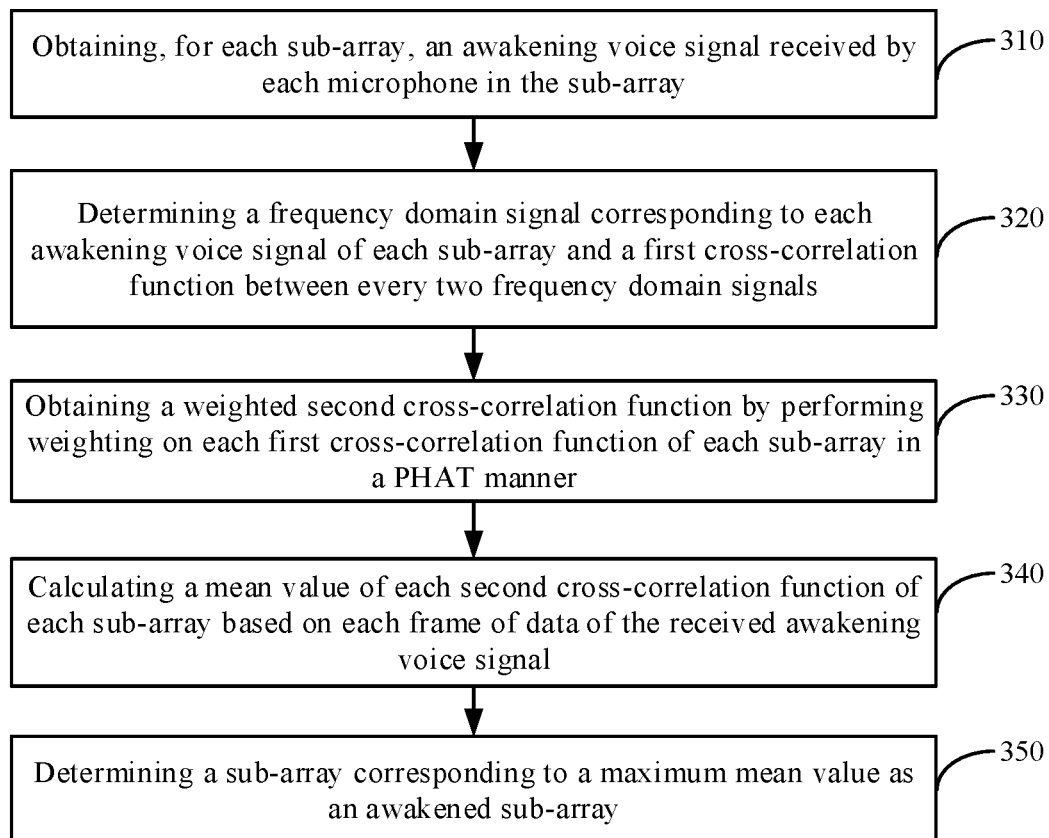 Obtaining, for each sub-array, an awakening voice signal received by
each microphone in the sub-array
310
Determining a frequency domain signal corresponding to each
awakening voice signal of each sub-array and a first cross-correlation
function between every two frequency domain signals
320
Obtaining a weighted second cross-correlation function by performing
weighting on each first cross-correlation function of each sub-array in
a PHAT manner
330
Calculating a mean value of each second cross-correlation function of
each sub-array based on each frame of data of the received awakening
voice signal
340
Determining a sub-array corresponding to a maximum mean value as
an awakened sub-array
350